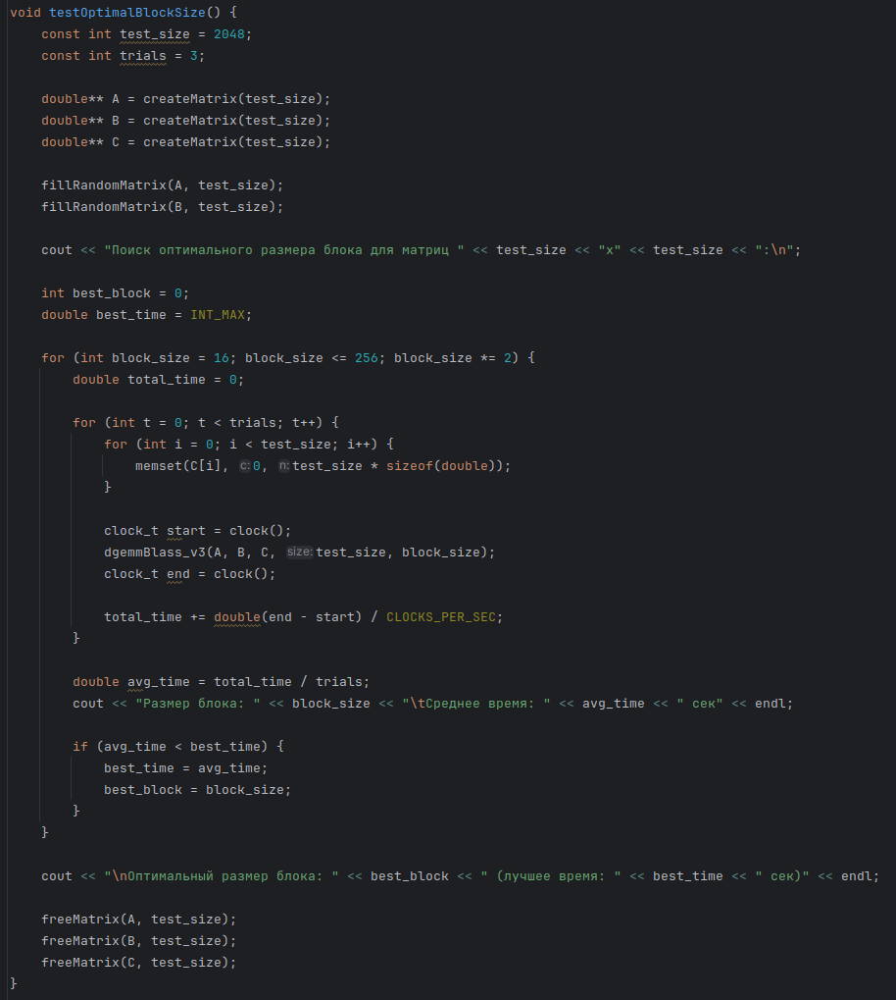 void testOptimalBlockSize() {
    const int test_size = 2048;
    const int trials = 3;

    double** A = createMatrix(test_size);
    double** B = createMatrix(test_size);
    double** C = createMatrix(test_size);

    fillRandomMatrix(A, test_size);
    fillRandomMatrix(B, test_size);

    cout << "Поиск оптимального размера блока для матриц " << test_size << "x" << test_size << ":\n";

    int best_block = 0;
    double best_time = INT_MAX;

    for (int block_size = 16; block_size <= 256; block_size *= 2) {
        double total_time = 0;

        for (int t = 0; t < trials; t++) {
            for (int i = 0; i < test_size; i++) {
                memset(C[i], c: 0, n: test_size * sizeof(double));
            }

            clock_t start = clock();
            dgemmBlass_v3(A, B, C, size: test_size, block_size);
            clock_t end = clock();

            total_time += double(end - start) / CLOCKS_PER_SEC;
        }

        double avg_time = total_time / trials;
        cout << "Размер блока: " << block_size << "\tСреднее время: " << avg_time << " сек" << endl;

        if (avg_time < best_time) {
            best_time = avg_time;
            best_block = block_size;
        }
    }

    cout << "\nОптимальный размер блока: " << best_block << " (лучшее время: " << best_time << " сек)" << endl;

    freeMatrix(A, test_size);
    freeMatrix(B, test_size);
    freeMatrix(C, test_size);
}